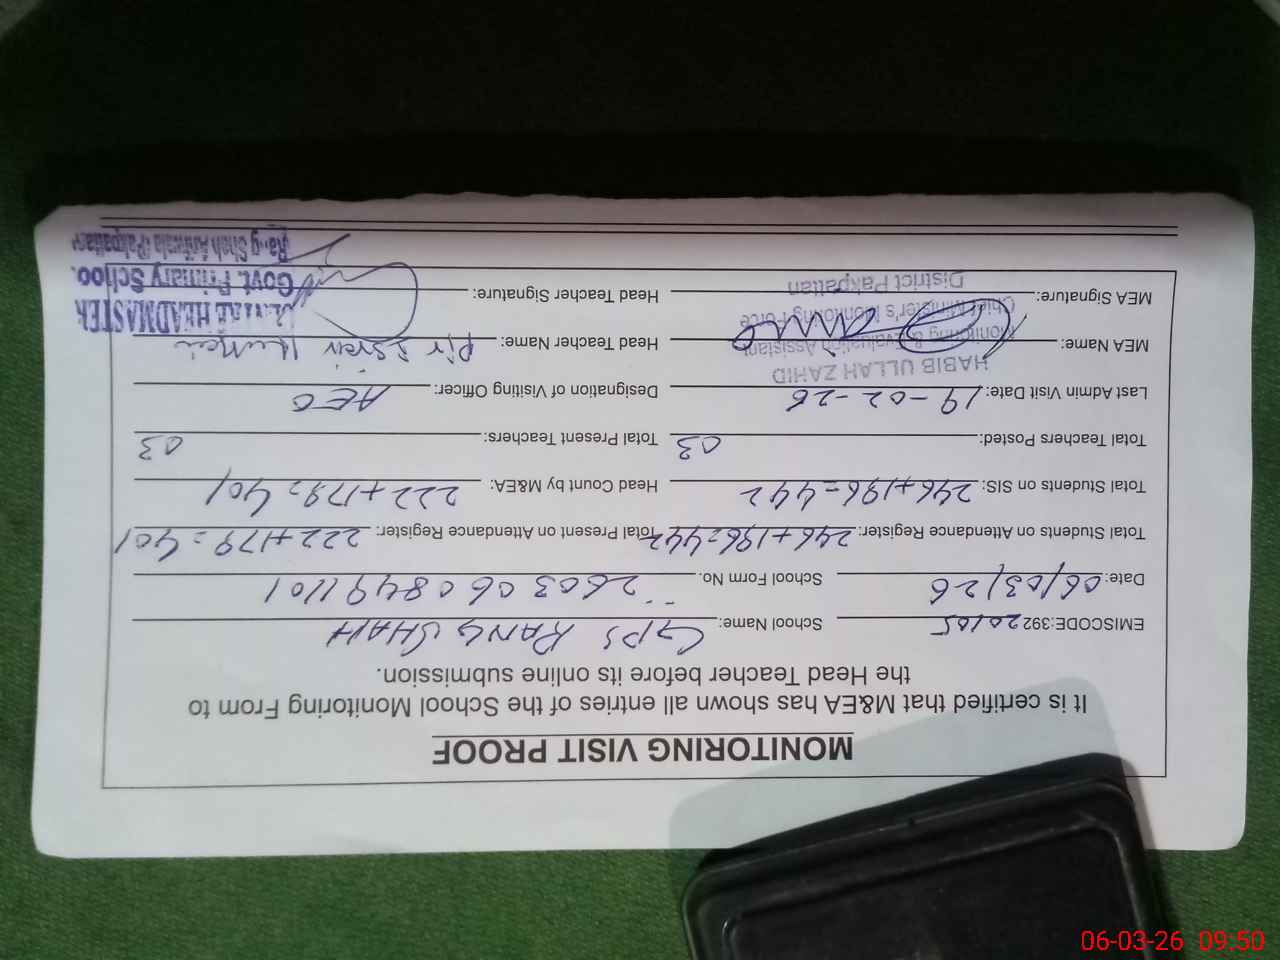 MONITORING VISIT PROOF
It is certified that M&EA has shown all entries of the School Monitoring From to
the Head Teacher before its online submission.
EMISCODE:39220105 School Name: GPS RANG SHAH
Date: 06/03/26 School Form No. 26030608491101
Total Students on Attendance Register: 246+196=442 Total Present on Attendance Register: 222+179=401
Total Students on SIS: 246+196=442 Head Count by M&EA: 222+179=401
Total Teachers Posted: 03 Total Present Teachers: 03
Last Admin Visit Date: 19-02-26 Designation of Visiting Officer: AEO
HABIB ULLAH ZAHID
MEA Name: Monitoring & Evaluation Assistant Head Teacher Name: Pir
Chief Minister's Monitoring Force HEADMASTER
MEA Signature: District Pakpattan Head Teacher Signature: Govt. Primary School
Rang Shah Arifwala (Pakpattan)
06-03-26 09:50